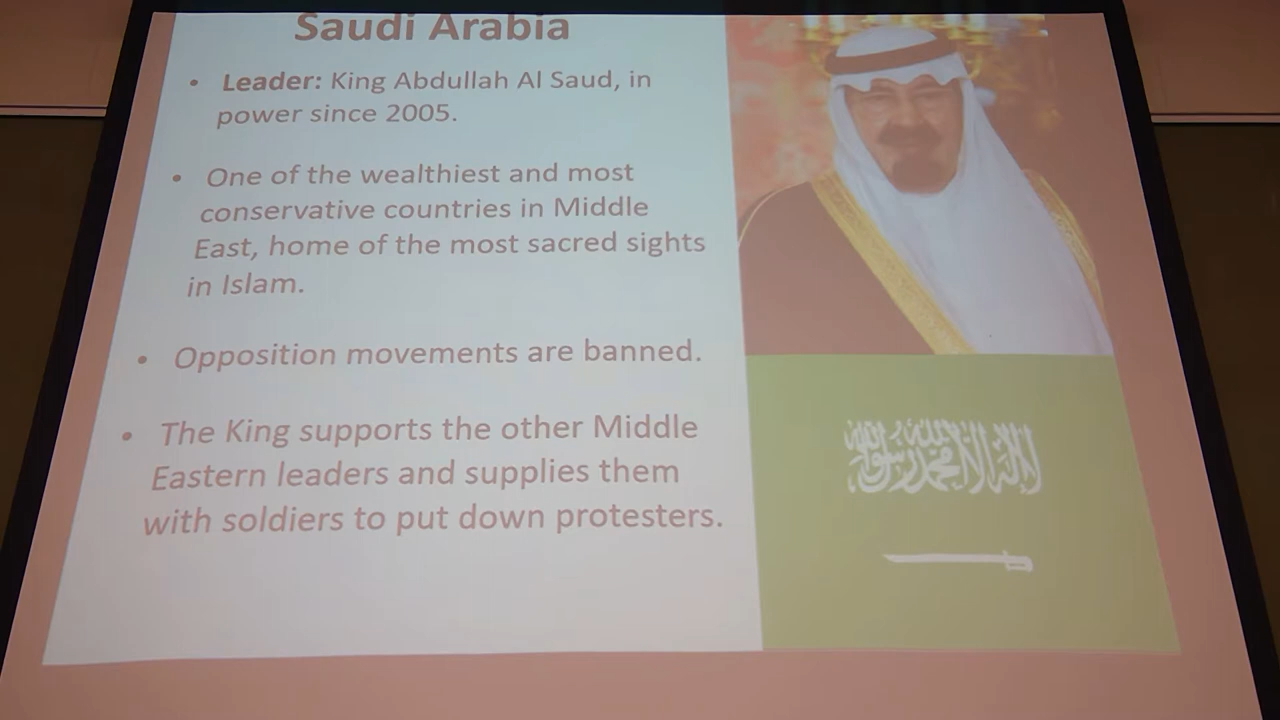 Saudi Arabia
• Leader: King Abdullah Al Saud, in
power since 2005.
• One of the wealthiest and most
conservative countries in Middle
East, home of the most sacred sights
in Islam.
• Opposition movements are banned.
• The King supports the other Middle
Eastern leaders and supplies them
with soldiers to put down protesters.
لا إله إلا الله محمد رسول الله